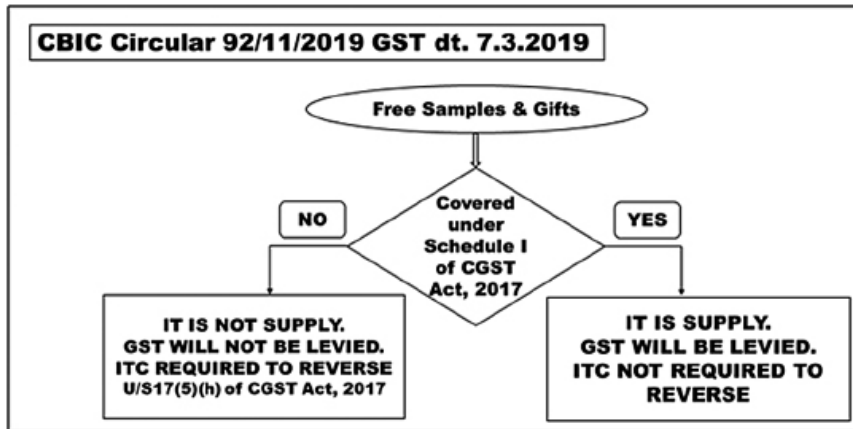 CBIC Circular 92/11/2019 GST dt. 7.3.2019
Free Samples & Gifts
NO
Covered
under
Schedule I
of CGST
Act, 2017
YES
IT IS NOT SUPPLY.
GST WILL NOT BE LEVIED.
ITC REQUIRED TO REVERSE
U/S17(5)(h) of CGST Act, 2017
IT IS SUPPLY.
GST WILL BE LEVIED.
ITC NOT REQUIRED TO
REVERSE